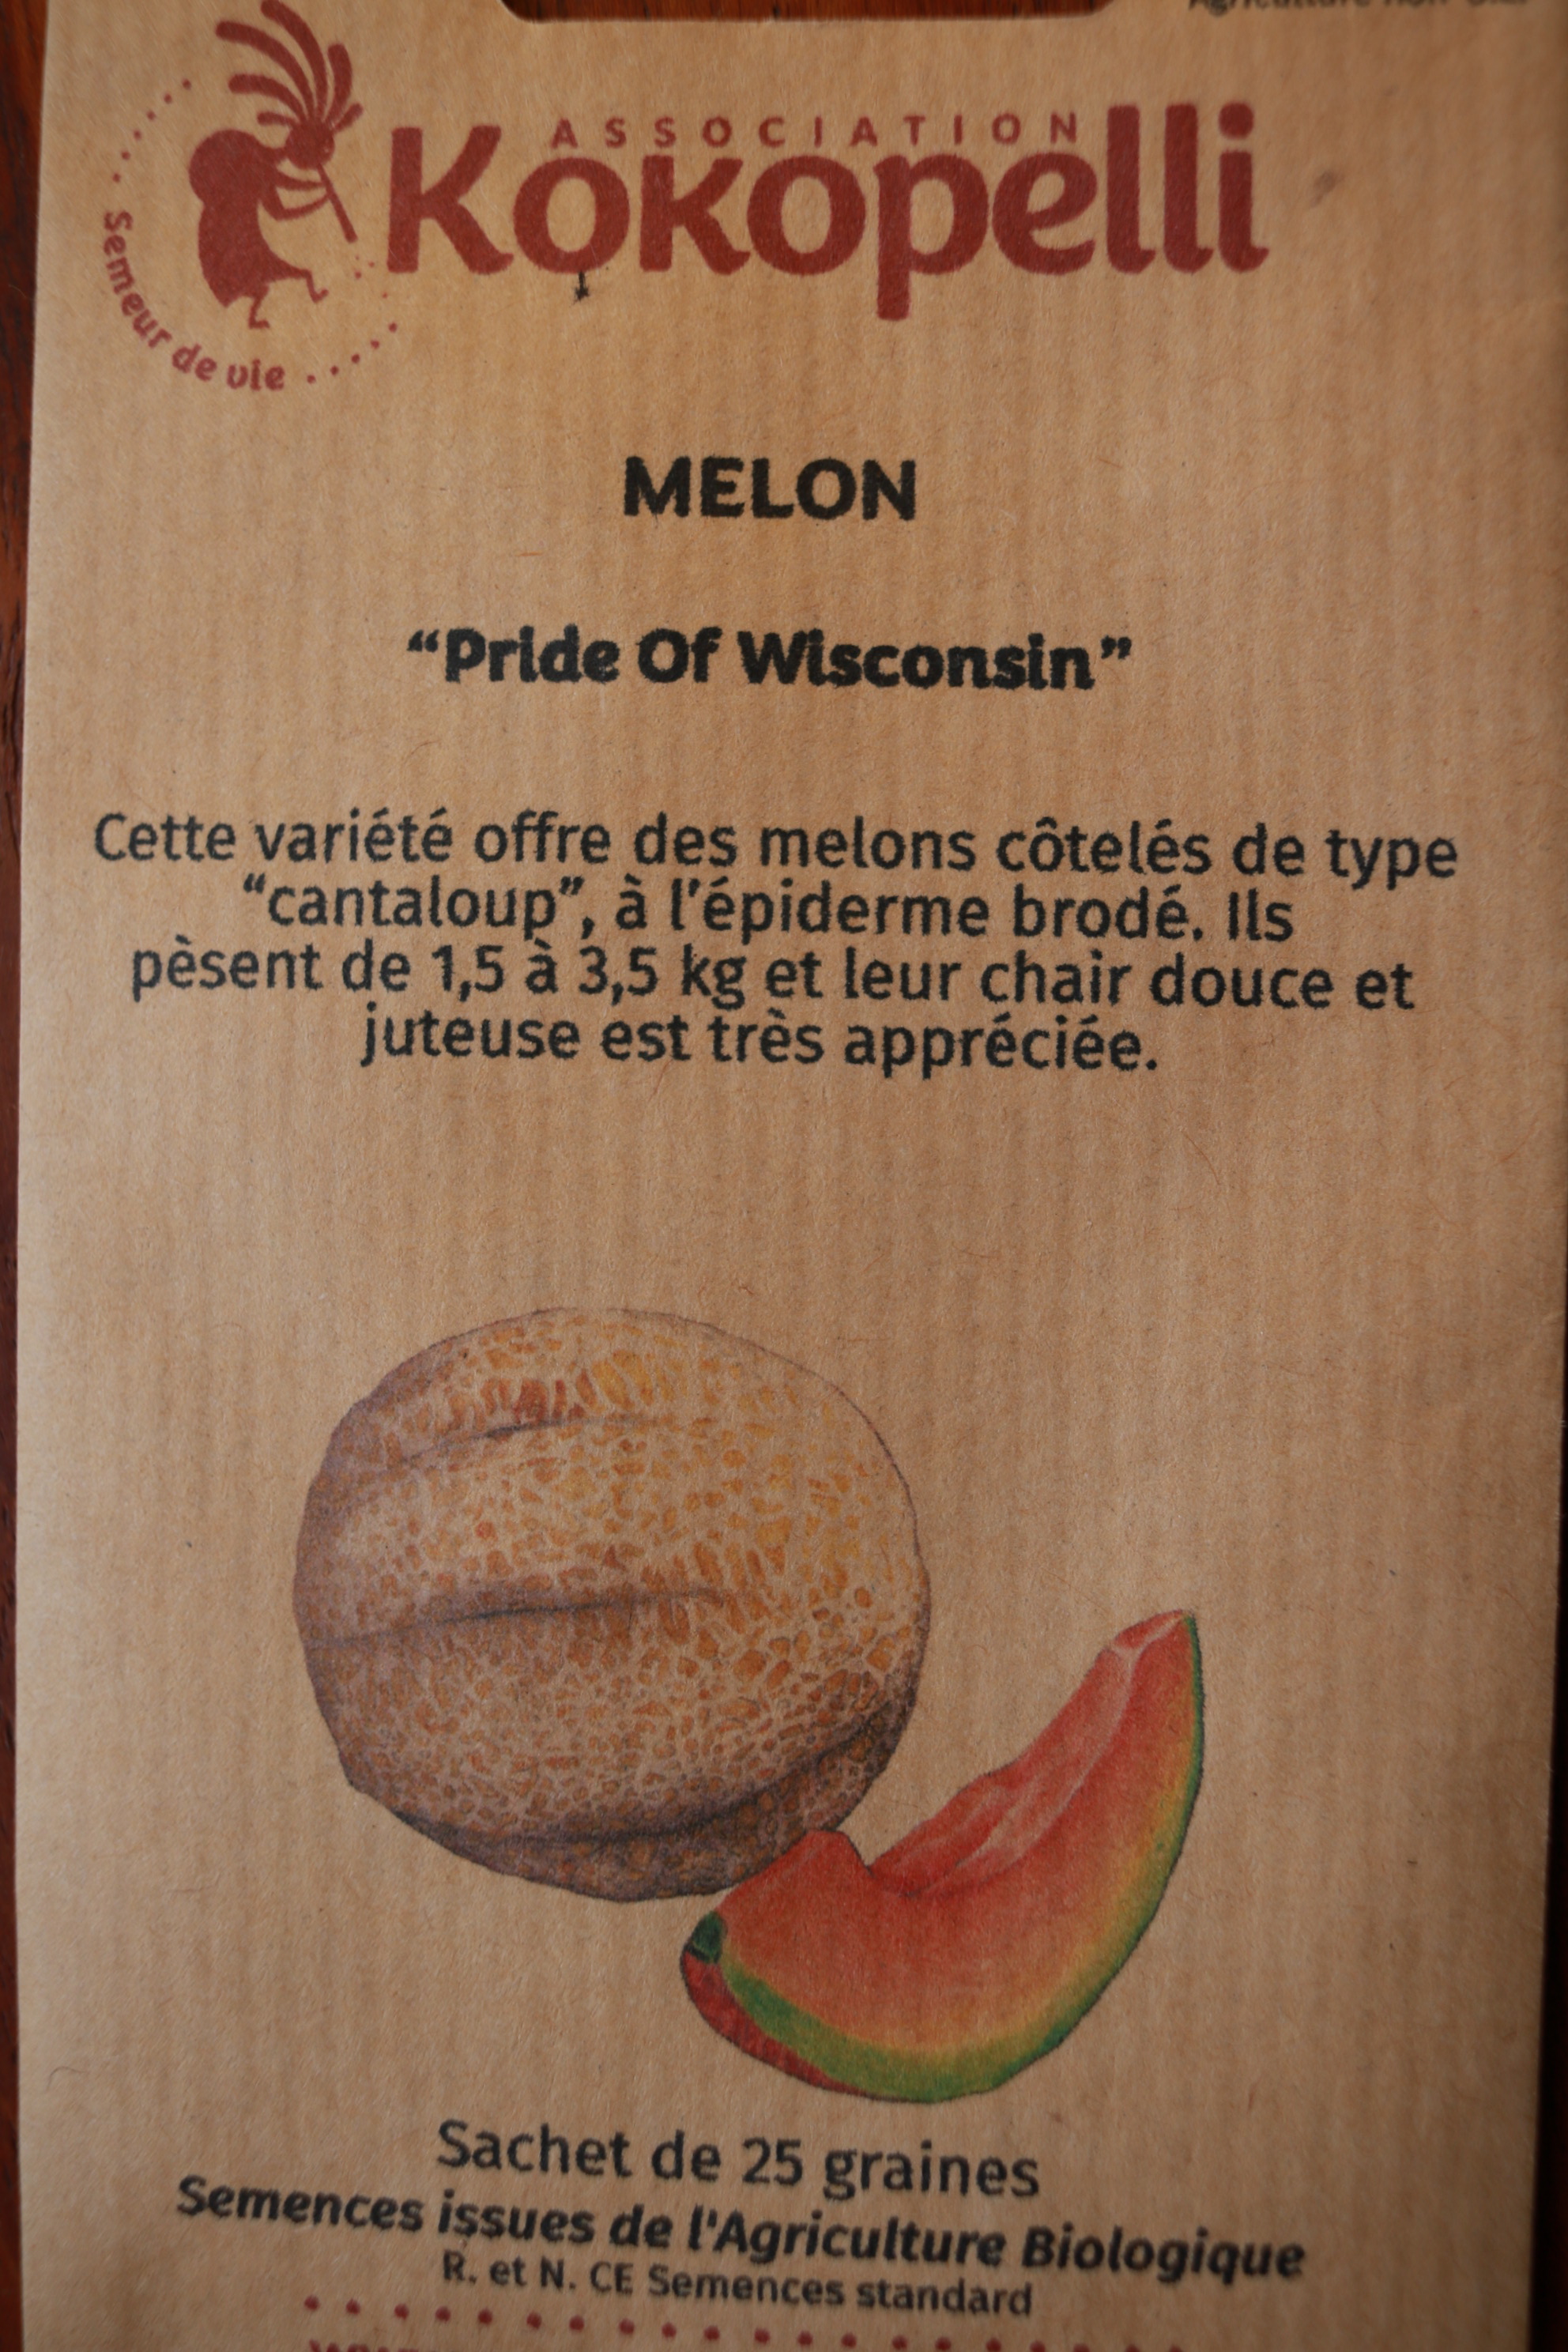 Agriculture non
ASSOCIATION
Kokopelli
Semeur de vie
MELON
“Pride Of Wisconsin”
Cette variété offre des melons côtelés de type
“cantaloup”, à l’épiderme brodé. Ils
pèsent de 1,5 à 3,5 kg et leur chair douce et
juteuse est très appréciée.
Sachet de 25 graines
Semences issues de l'Agriculture Biologique
R. et N. CE Semences standard